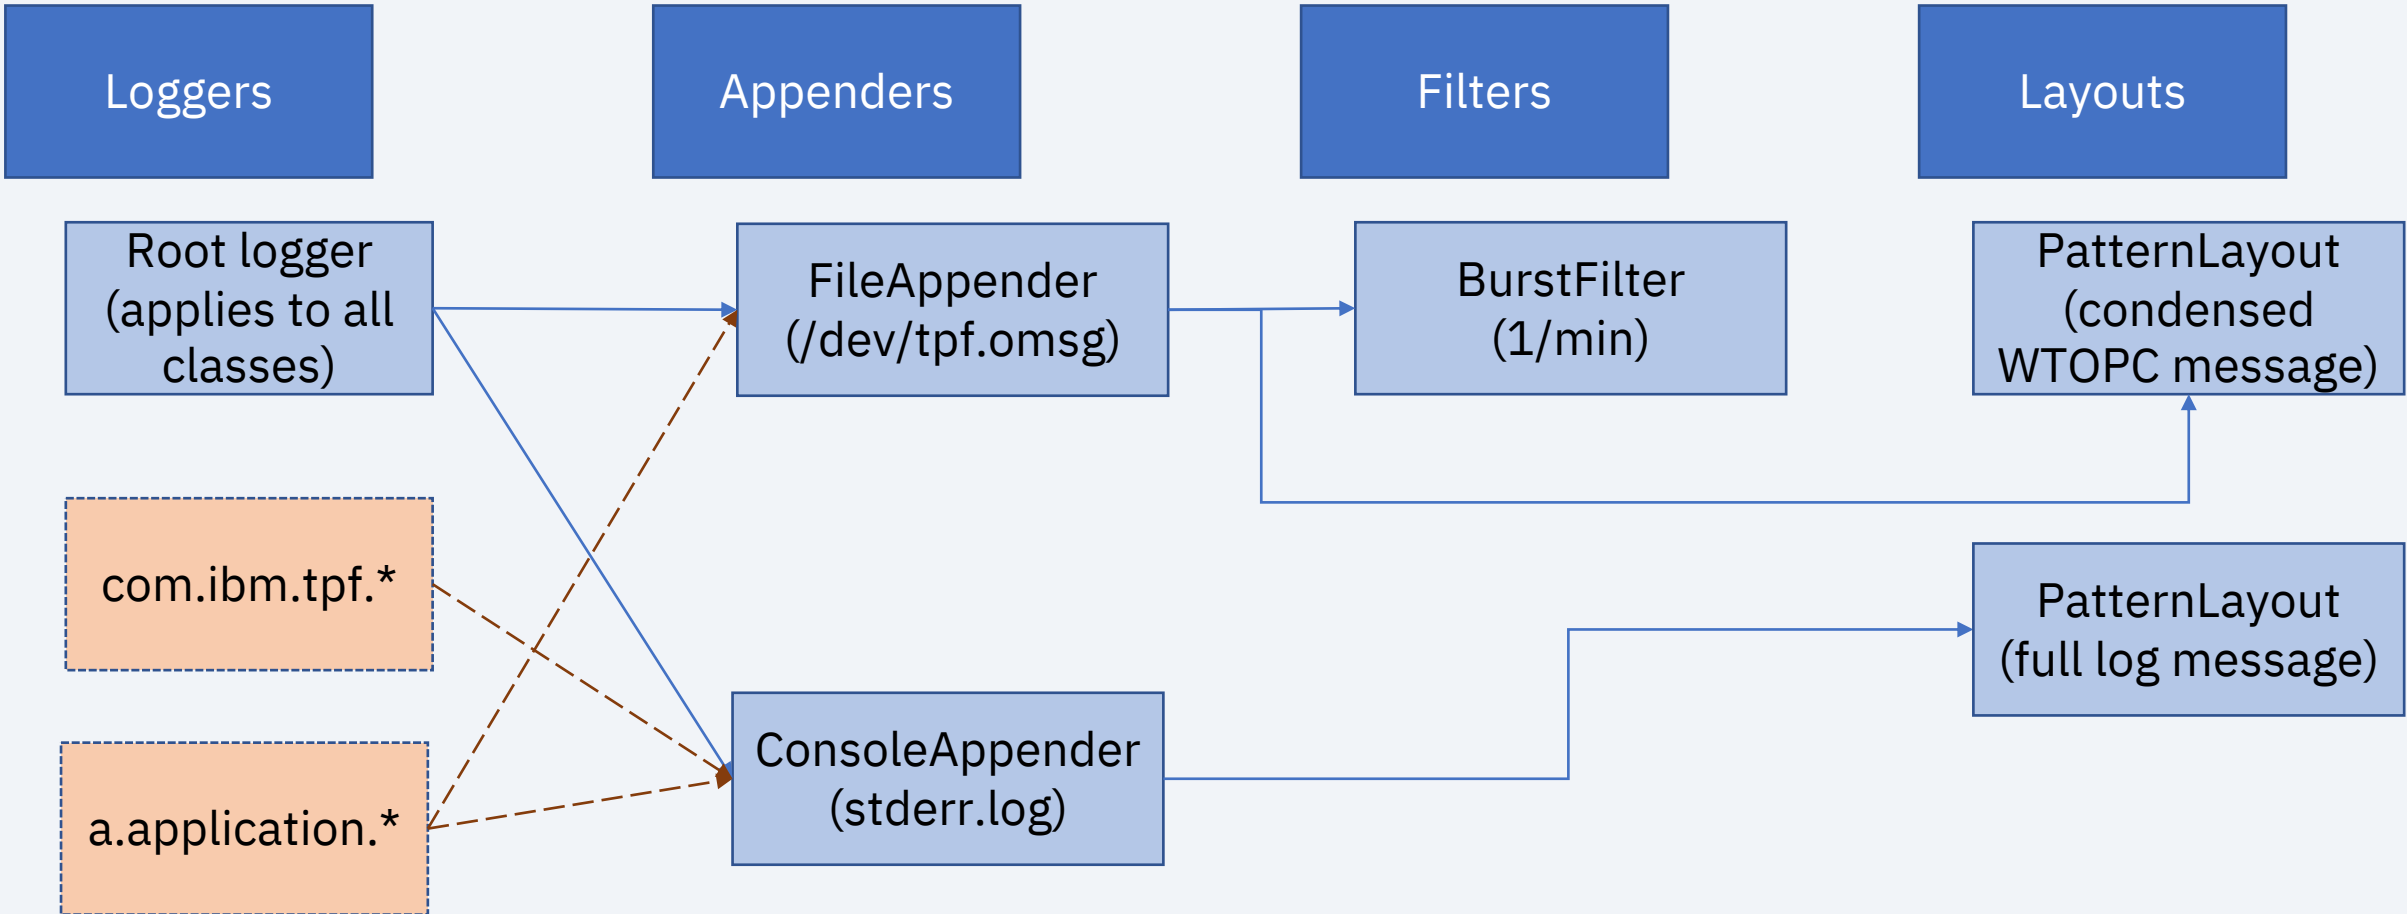 Loggers
Appenders
Filters
Layouts
Root logger
(applies to all
classes)
FileAppender
(/dev/tpf.omsg)
BurstFilter
(1/min)
PatternLayout
(condensed
WTOPC message)
com.ibm.tpf.*
PatternLayout
(full log message)
ConsoleAppender
(stderr.log)
a.application.*